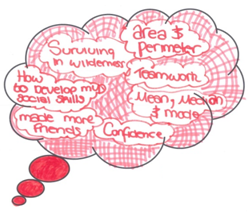 area &
Perimeter
Surviving
in wilderness
Teamwork
How
to develop my
social skills
Mean, Median
& mode
made more
friends
Confidence